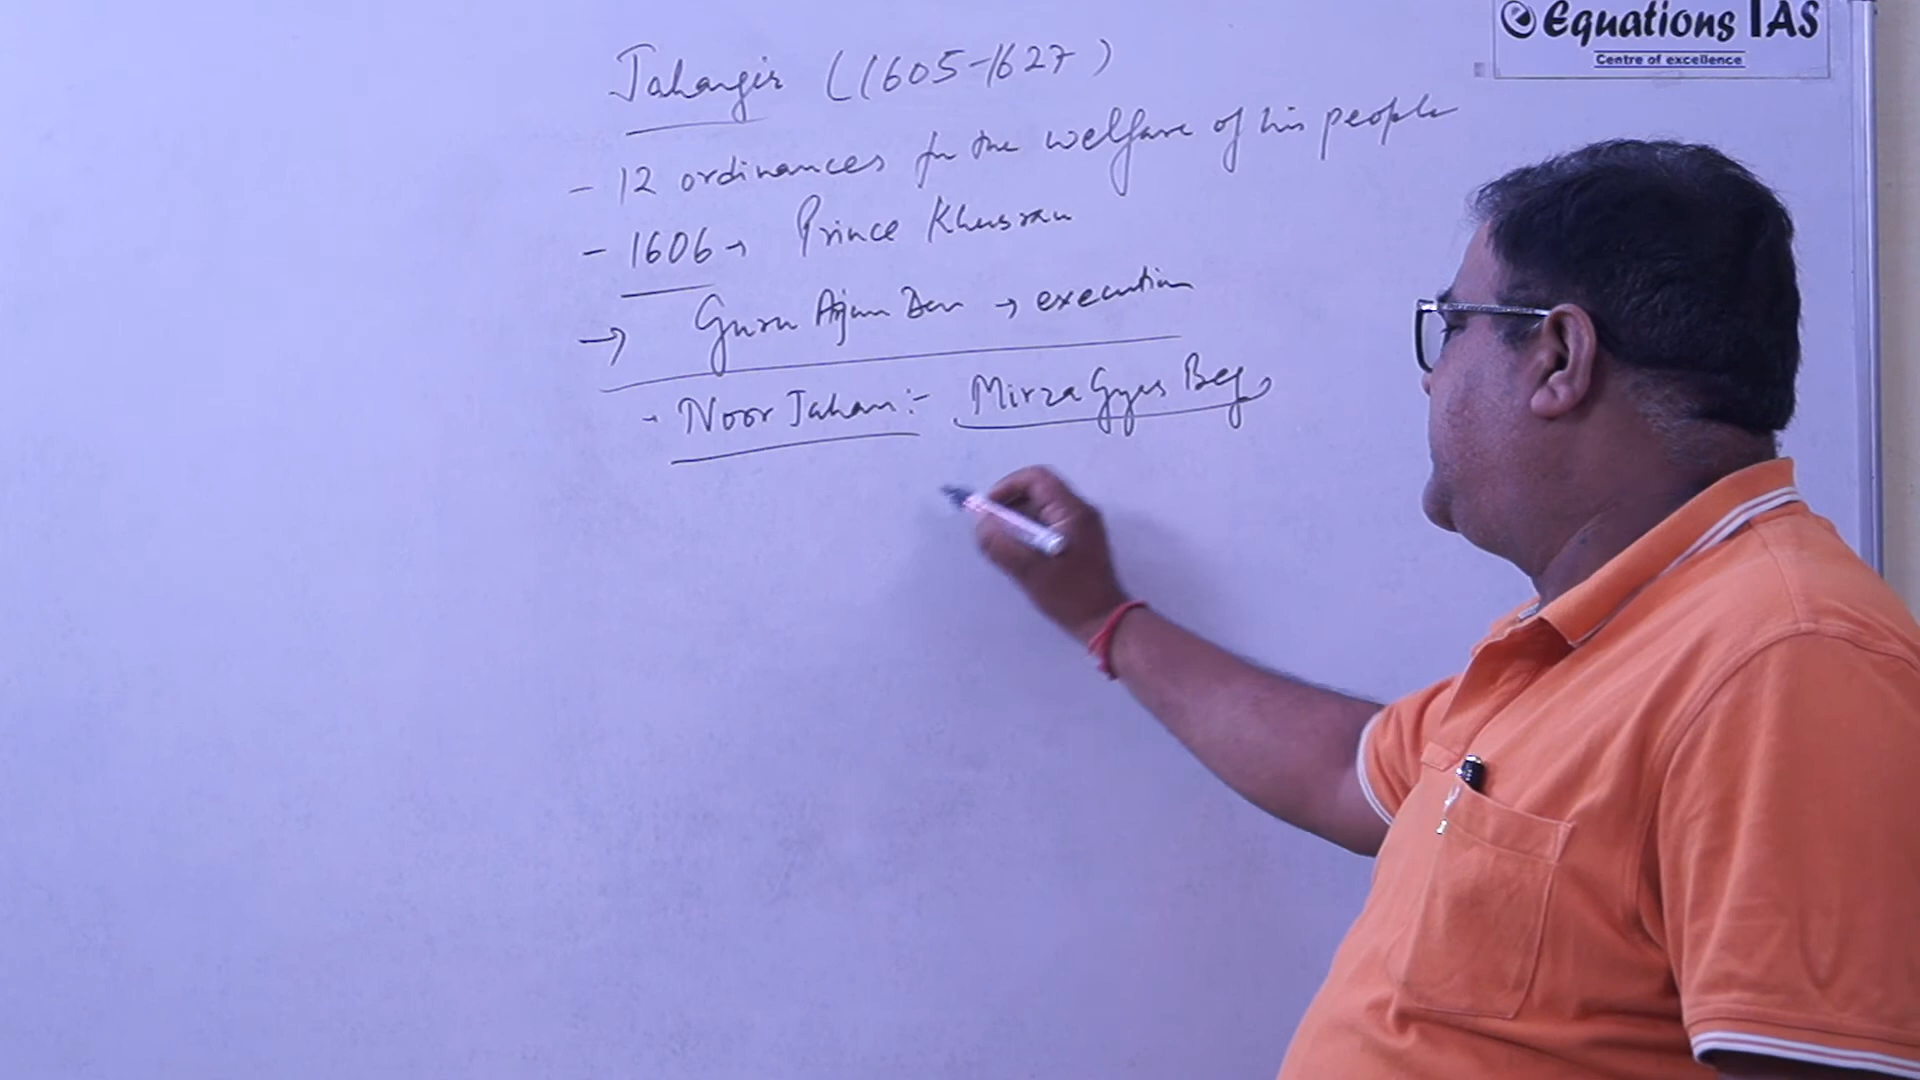 Equations IAS
Centre of excellence
Jahangir (1605-1627)
- 12 ordinances for the welfare of his people
- 1606 → Prince Khusrau
→ Guru Arjun Dev → execution
- Noor Jahan:- Mirza Gyas Beg